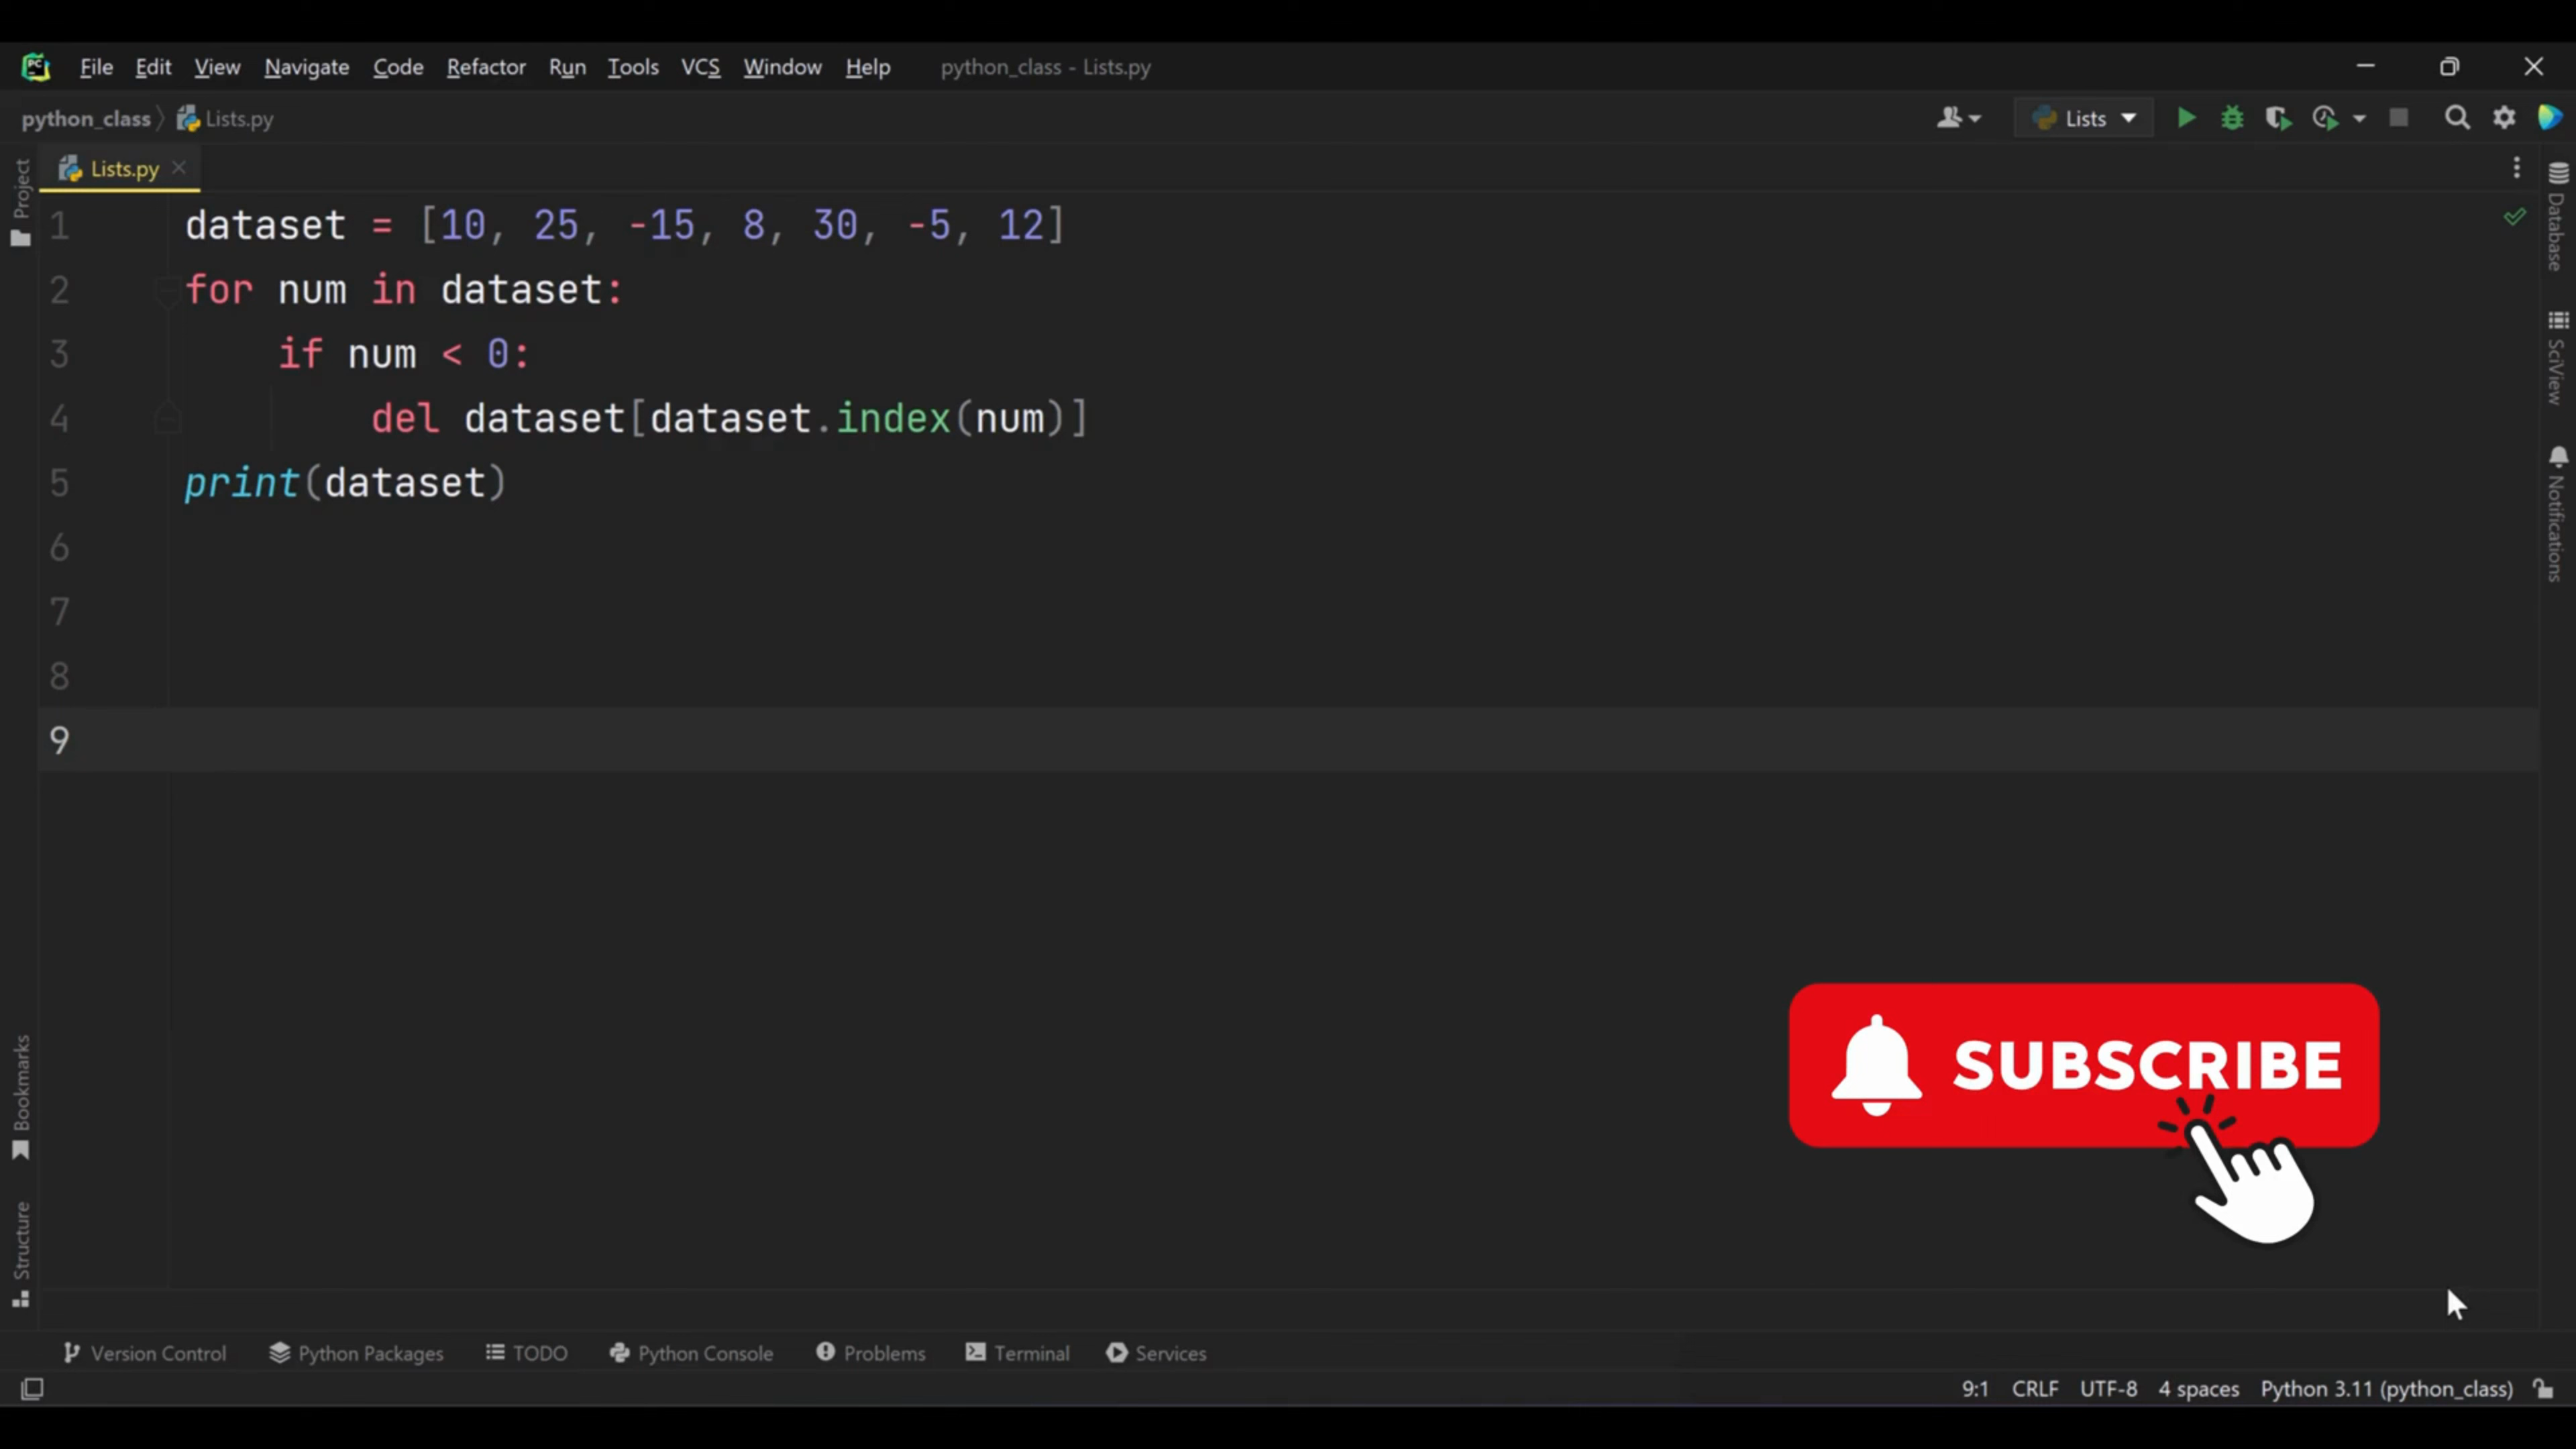 PC
File Edit View Navigate Code Refactor Run Tools VCS Window Help python_class - Lists.py
python_class Lists.py Lists
Lists.py
Project
Database
SciView
Notifications
1 dataset = [10, 25, -15, 8, 30, -5, 12]
2 for num in dataset:
3 if num < 0:
4 del dataset[dataset.index(num)]
5 print(dataset)
6
7
8
9
SUBSCRIBE
Bookmarks
Structure
Version Control Python Packages TODO Python Console Problems Terminal Services
9:1 CRLF UTF-8 4 spaces Python 3.11 (python_class)